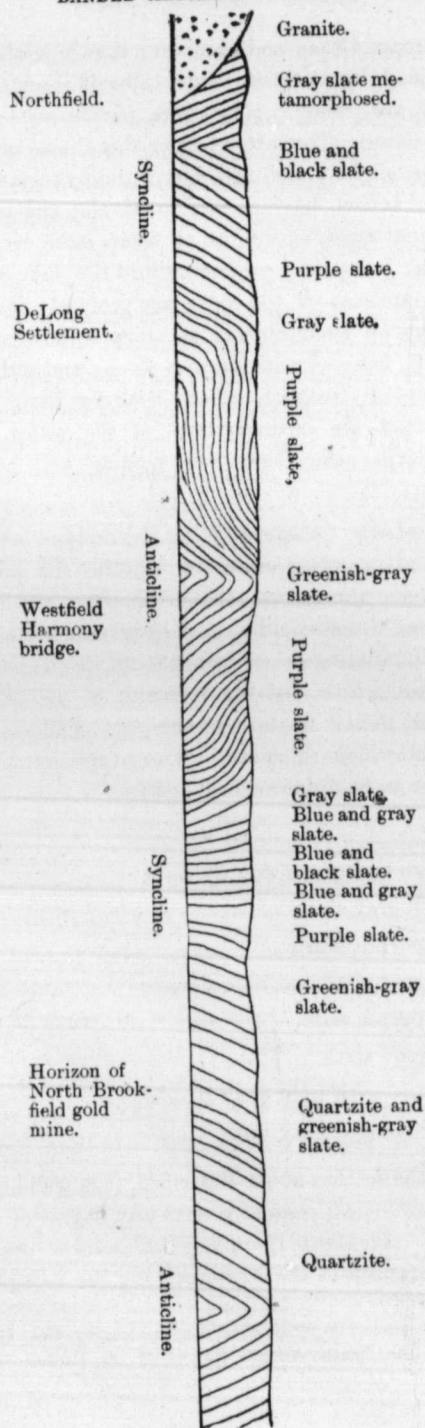 Granite.
Gray slate me-
tamorphosed.
Northfield.
Blue and
black slate.
Syncline
Purple slate.
DeLong
Settlement.
Gray slate.
Purple slate,
Anticline.
Greenish-gray
slate.
Westfield
Harmony
bridge.
Purple slate.
Gray slate.
Blue and gray
slate.
Blue and
black slate.
Blue and gray
slate.
Syncline.
Purple slate.
Greenish-gray
slate.
Horizon of
North Brook-
field gold
mine.
Quartzite and
greenish-gray
slate.
Quartzite.
Anticline.